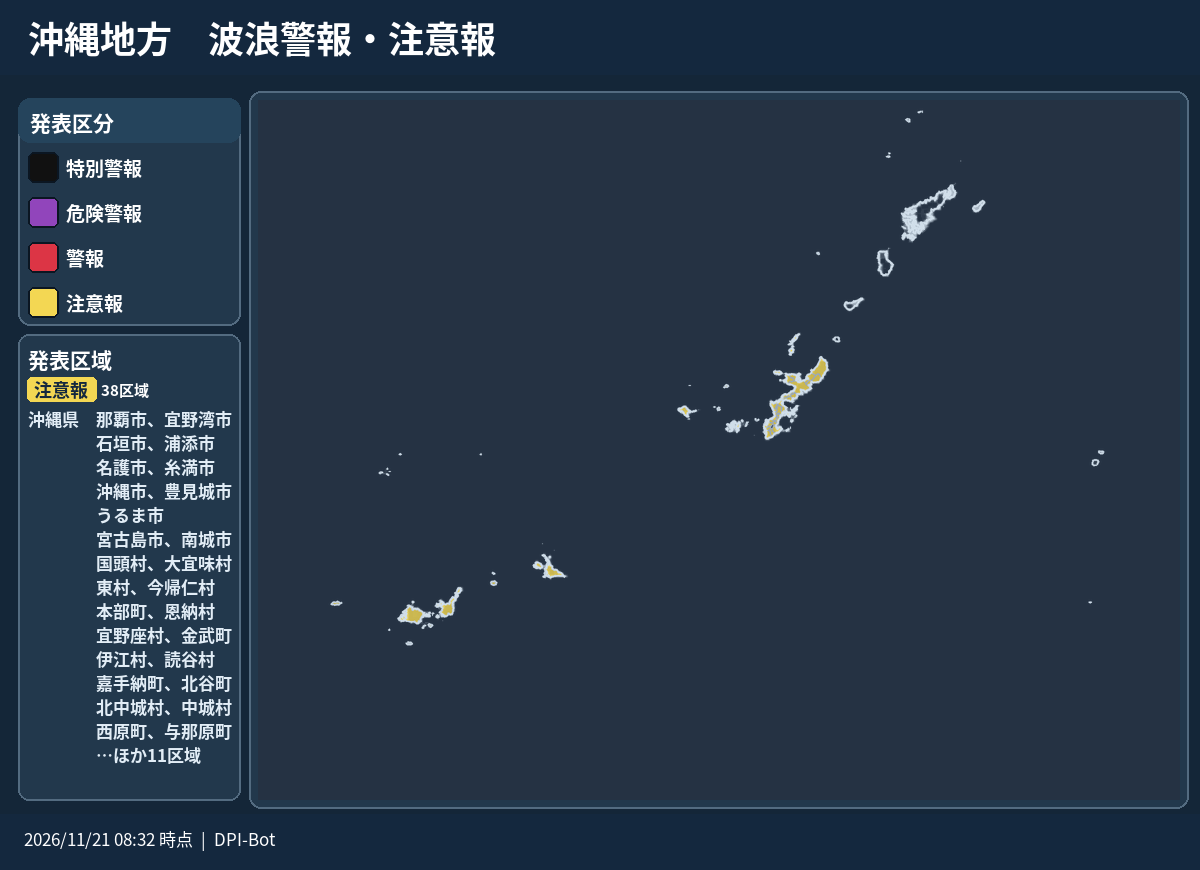 沖縄地方　波浪警報・注意報
発表区分
特別警報
危険警報
警報
注意報
発表区域
注意報 38区域
沖縄県 那覇市、宜野湾市
石垣市、浦添市
名護市、糸満市
沖縄市、豊見城市
うるま市
宮古島市、南城市
国頭村、大宜味村
東村、今帰仁村
本部町、恩納村
宜野座村、金武町
伊江村、読谷村
嘉手納町、北谷町
北中城村、中城村
西原町、与那原町
…ほか11区域
2026/11/21 08:32 時点｜DPI-Bot